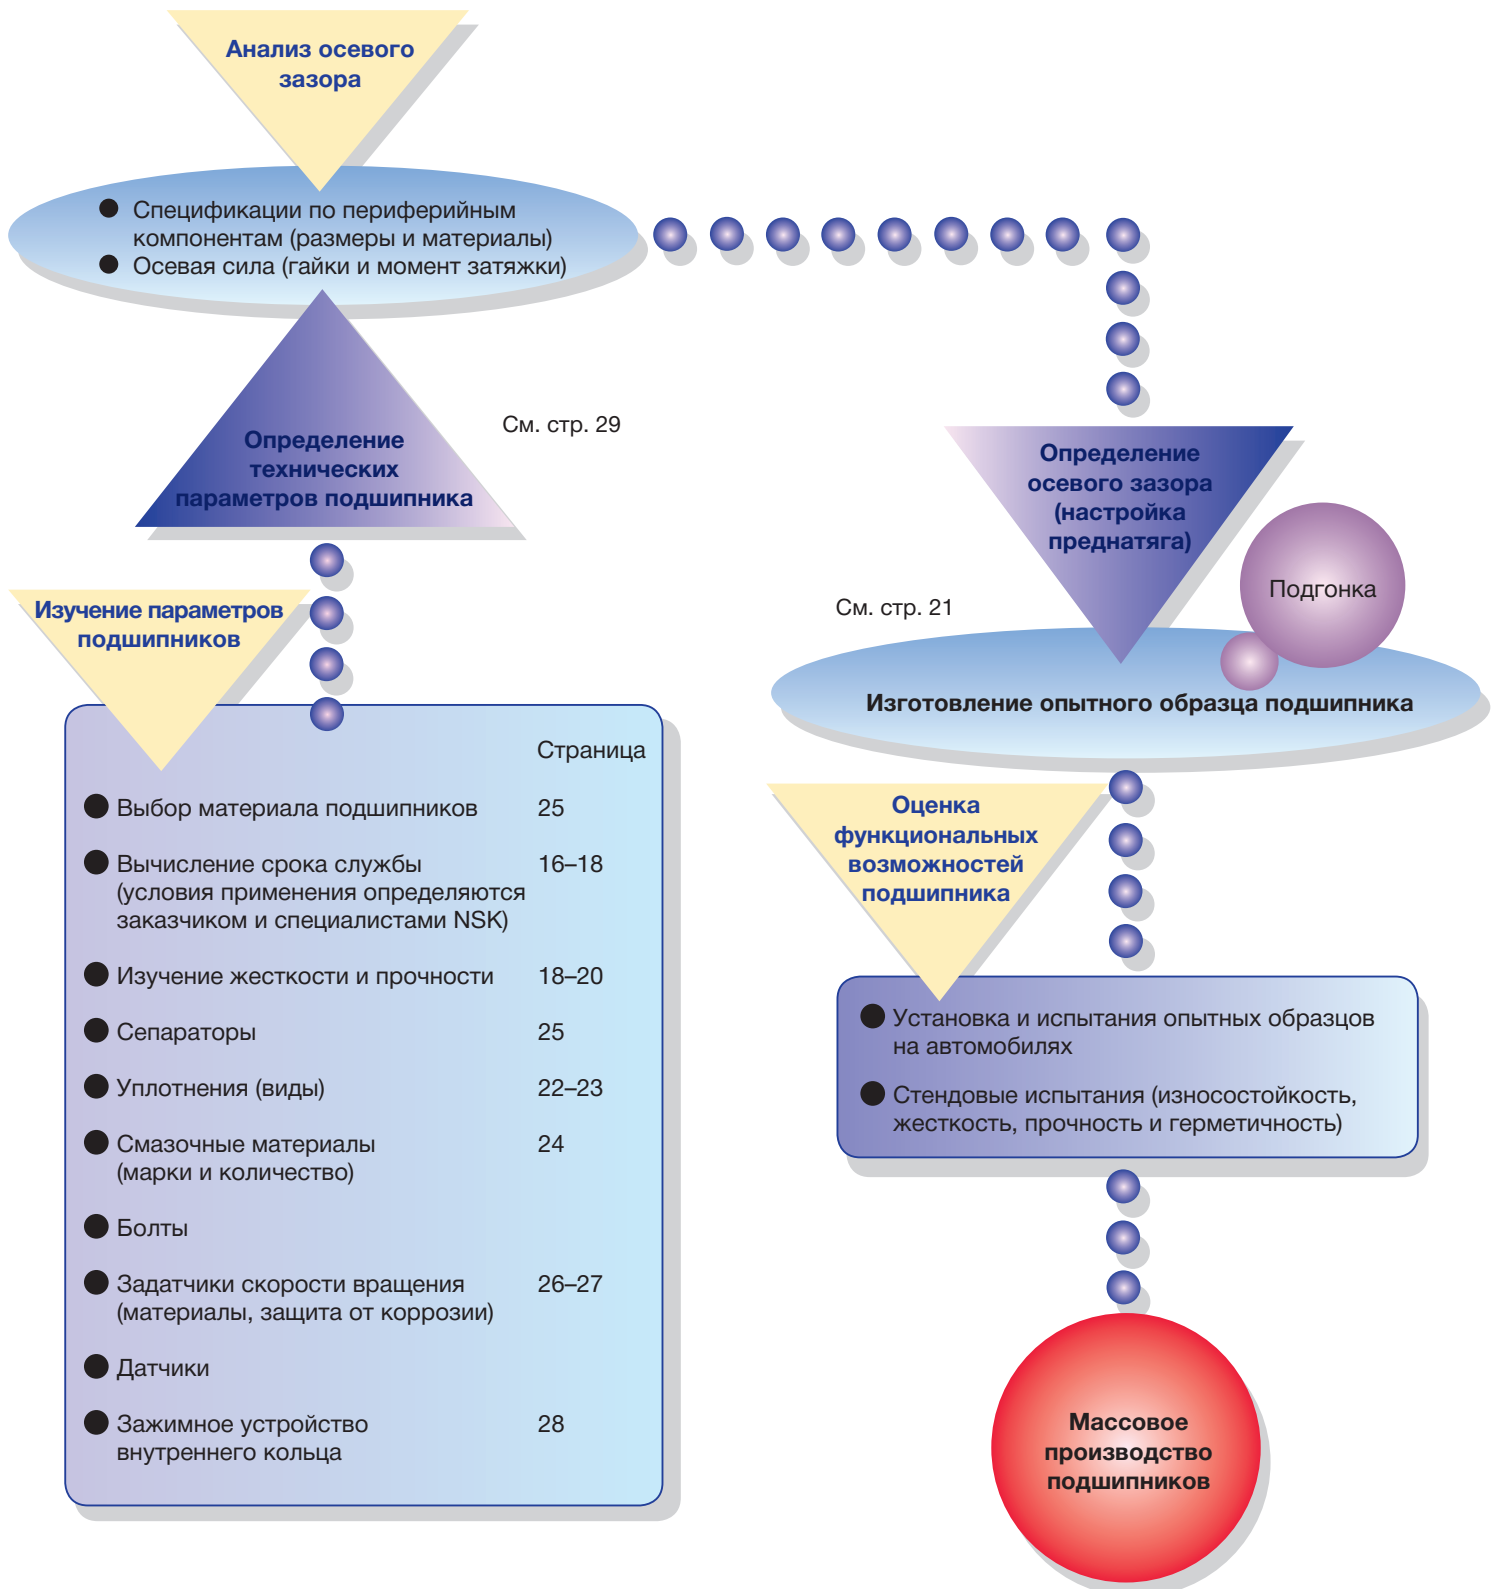 Анализ осевого
зазора
● Спецификации по периферийным
компонентам (размеры и материалы)
● Осевая сила (гайки и момент затяжки)
См. стр. 29
Определение
технических
параметров подшипника
Изучение параметров
подшипников
Страница
● Выбор материала подшипников 25
● Вычисление срока службы 16–18
(условия применения определяются
заказчиком и специалистами NSK)
● Изучение жесткости и прочности 18–20
● Сепараторы 25
● Уплотнения (виды) 22–23
● Смазочные материалы 24
(марки и количество)
● Болты
● Задатчики скорости вращения 26–27
(материалы, защита от коррозии)
● Датчики
● Зажимное устройство 28
внутреннего кольца
Определение
осевого зазора
(настройка
преднатяга)
Подгонка
См. стр. 21
Изготовление опытного образца подшипника
Оценка
функциональных
возможностей
подшипника
● Установка и испытания опытных образцов
на автомобилях
● Стендовые испытания (износостойкость,
жесткость, прочность и герметичность)
Массовое
производство
подшипников